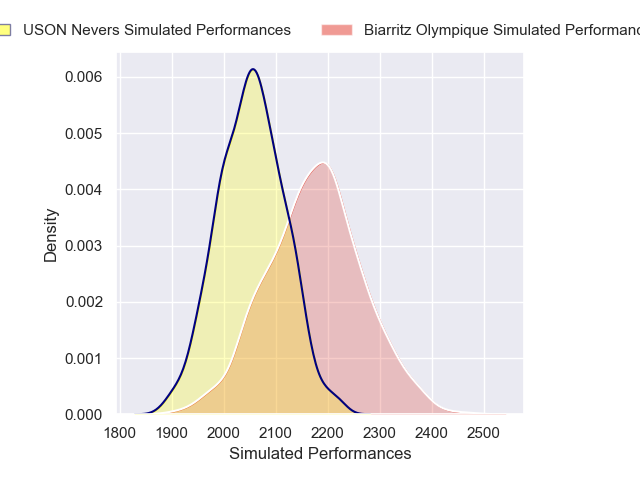 USON Nevers Simulated Performances
Biarritz Olympique Simulated
0.006
0.005
0.004
0.003
0.002
0.001
0.000
Density
1800 1900 2000 2100 2200 2300 2400 2500
Simulated Performances